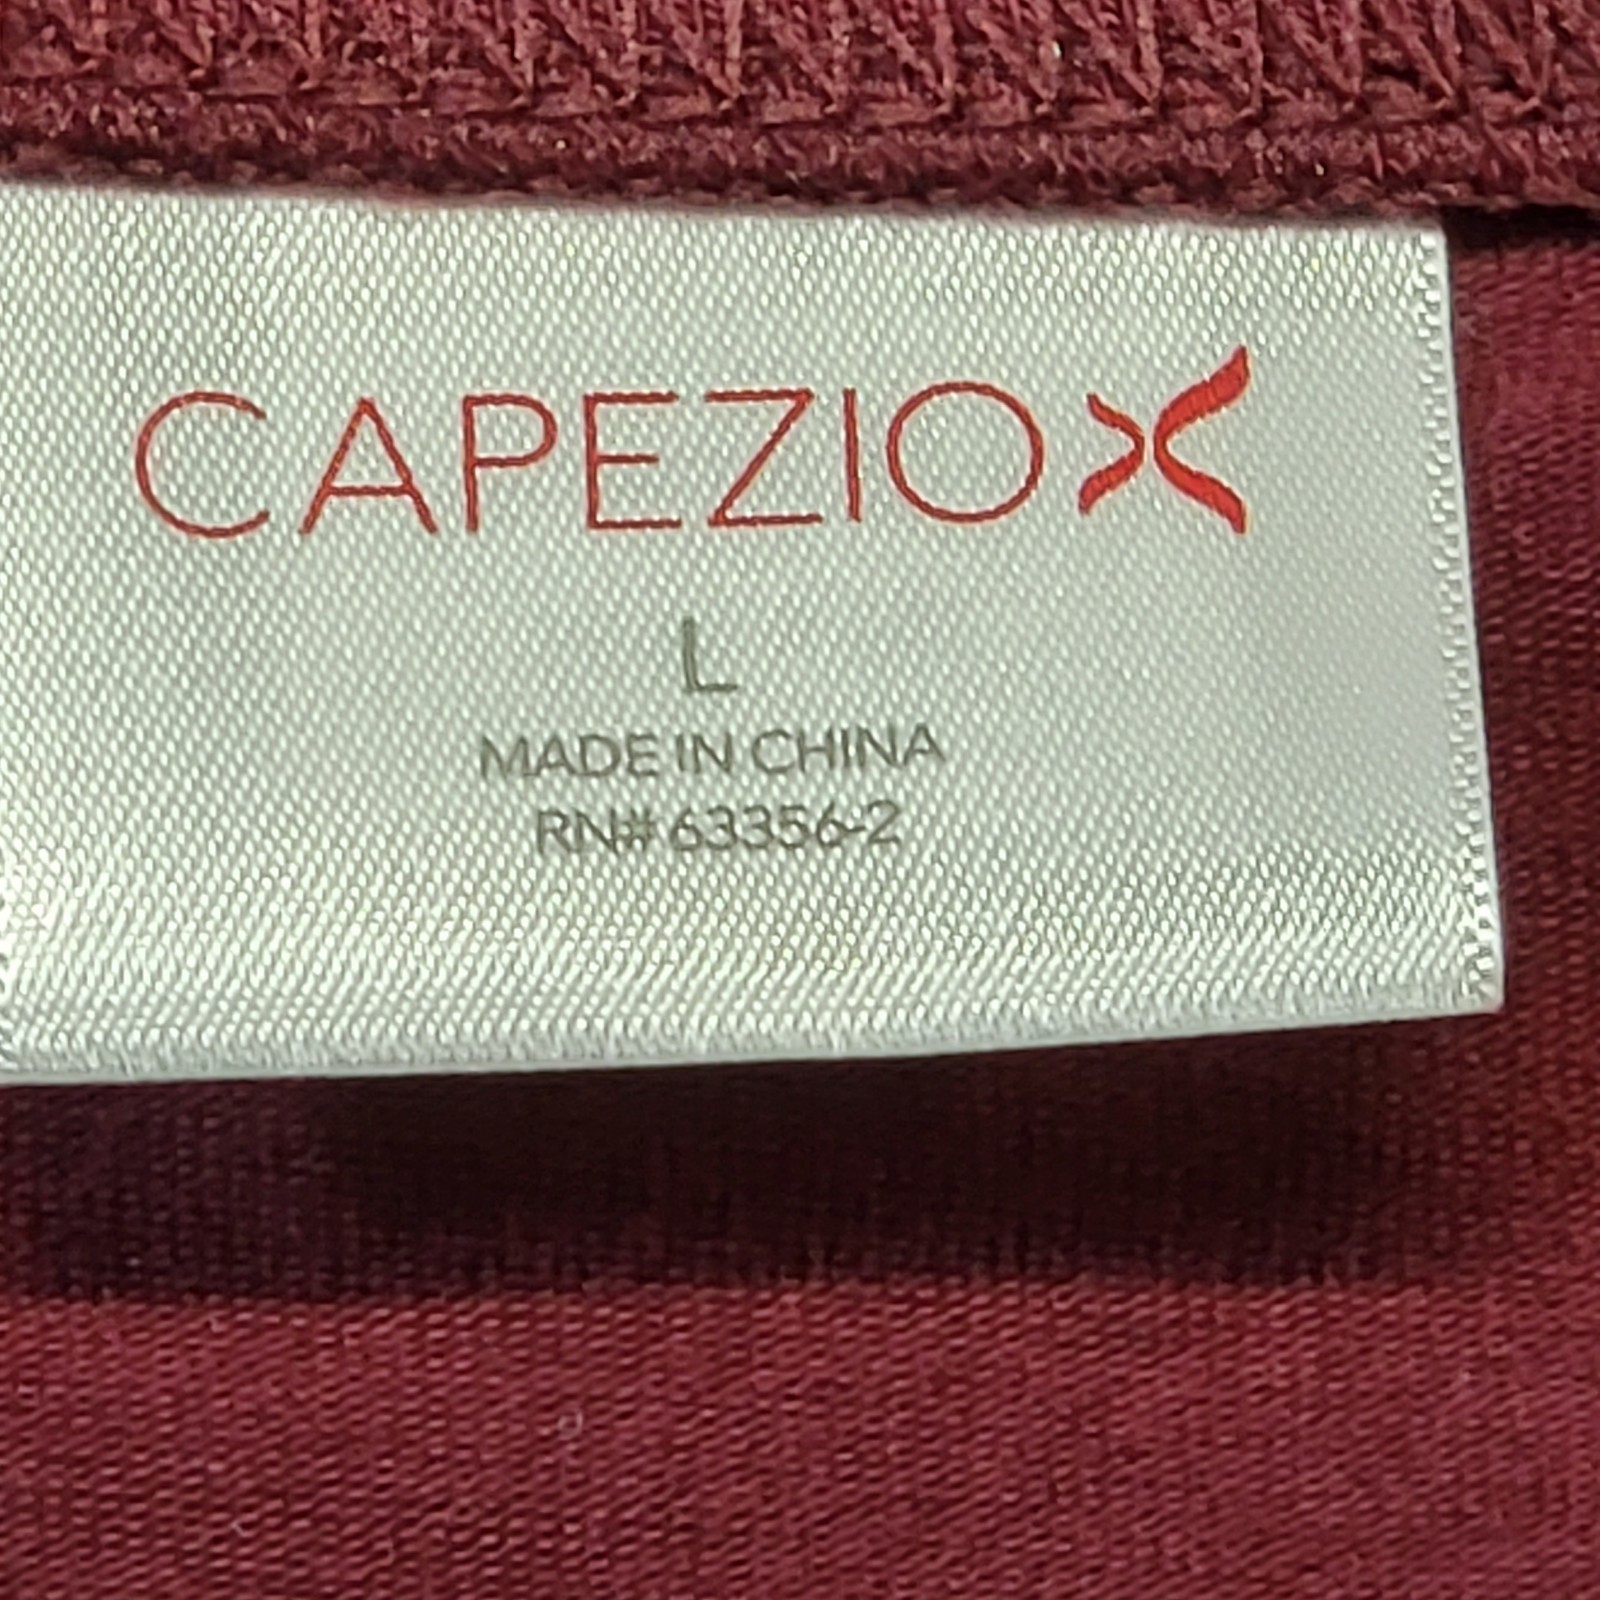 CAPEZIO
L
MADE IN CHINA
RN# 63356-2